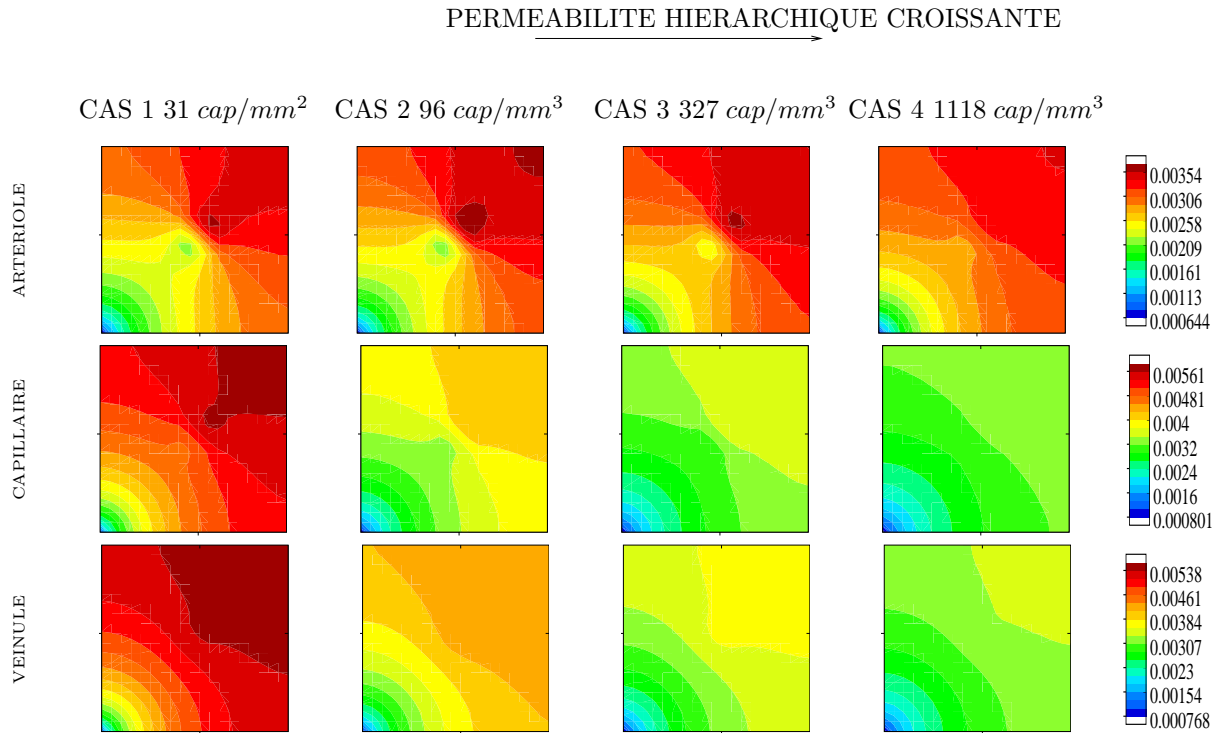 PERMEABILITE HIERARCHIQUE CROISSANTE
CAS 1 31 cap/mm²
CAS 2 96 cap/mm³
CAS 3 327 cap/mm³
CAS 4 1118 cap/mm³
ARTERIOLE
0.00354
0.00306
0.00258
0.00209
0.00161
0.00113
0.000644
CAPILLAIRE
0.00561
0.00481
0.004
0.0032
0.0024
0.0016
0.000801
VEINULE
0.00538
0.00461
0.00384
0.00307
0.0023
0.00154
0.000768